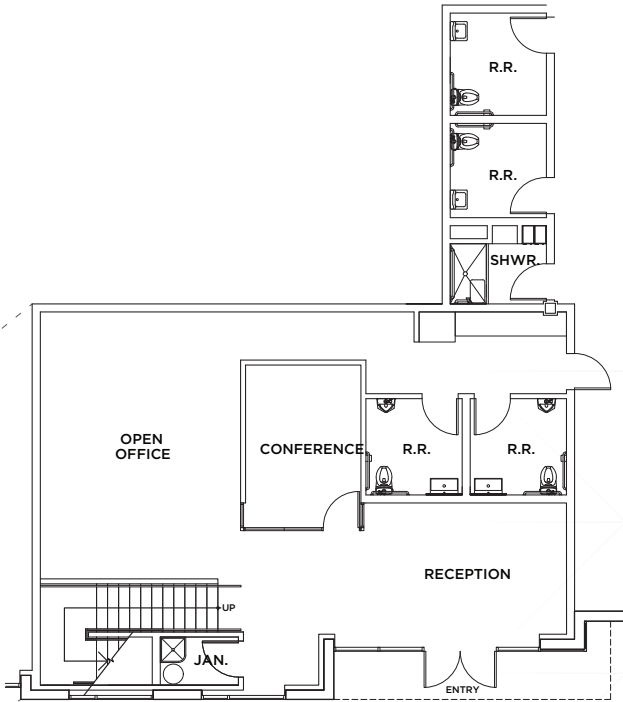 R.R.
R.R.
SHWR.
OPEN
OFFICE
CONFERENCE
R.R.
R.R.
RECEPTION
UP
JAN.
ENTRY